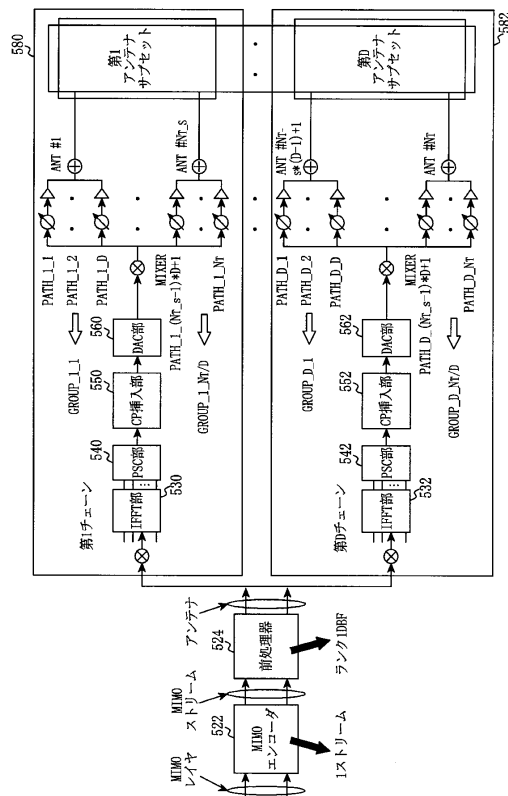 MIMO
レイヤ
522
MIMO
エンコーダ
1ストリーム
MIMO
ストリーム
524
前処理器
ランク1DBF
アンテナ
580
第1チェーン
IFFT部
530
540
PSC部
550
CP挿入部
560
DAC部
MIXER
GROUP_1_1
PATH_1_1
PATH_1_2
PATH_1_D
PATH_1_(NT_s-1)*D+1
PATH_1_NT
GROUP_1_NT/D
ANT #1
ANT #NT_s
第1
アンテナ
サブセット
582
第Dチェーン
IFFT部
532
542
PSC部
552
CP挿入部
562
DAC部
MIXER
GROUP_D_1
PATH_D_1
PATH_D_2
PATH_D_D
PATH_D_(NT_s-1)*D+1
PATH_D_NT
GROUP_D_NT/D
ANT #NT-
s*(D-1)+1
ANT #NT
第D
アンテナ
サブセット